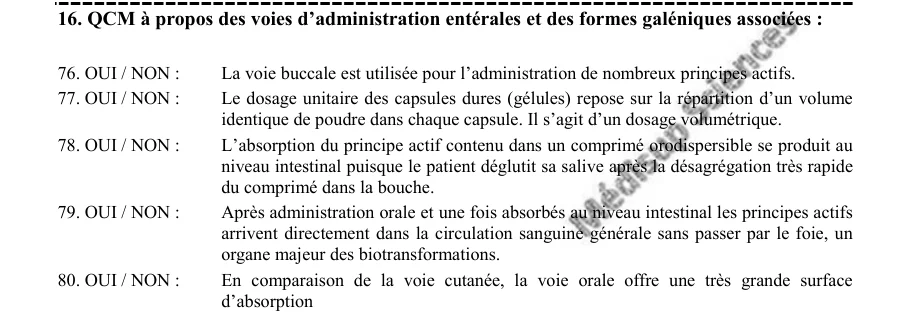 16. QCM à propos des voies d’administration entérales et des formes galéniques associées :
76. OUI / NON : La voie buccale est utilisée pour l’administration de nombreux principes actifs.
77. OUI / NON : Le dosage unitaire des capsules dures (gélules) repose sur la répartition d’un volume
identique de poudre dans chaque capsule. Il s’agit d’un dosage volumétrique.
78. OUI / NON : L’absorption du principe actif contenu dans un comprimé orodispersible se produit au
niveau intestinal puisque le patient déglutit sa salive après la désagrégation très rapide
du comprimé dans la bouche.
79. OUI / NON : Après administration orale et une fois absorbés au niveau intestinal les principes actifs
arrivent directement dans la circulation sanguine générale sans passer par le foie, un
organe majeur des biotransformations.
80. OUI / NON : En comparaison de la voie cutanée, la voie orale offre une très grande surface
d’absorption
Médisup Sciences